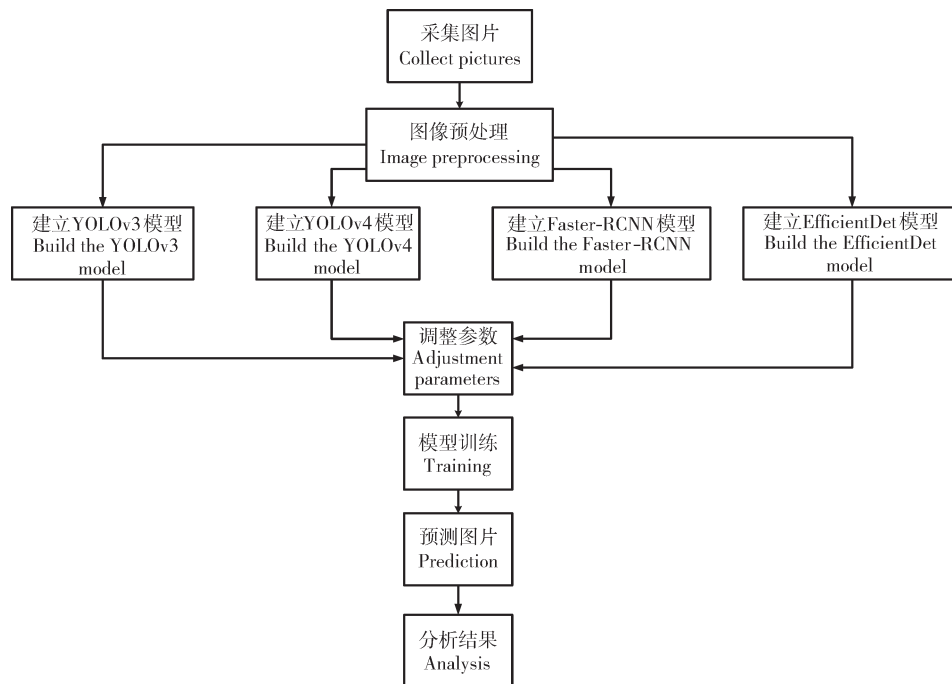 采集图片
Collect pictures
图像预处理
Image preprocessing
建立YOLOv3模型
Build the YOLOv3
model
建立YOLOv4模型
Build the YOLOv4
model
建立Faster-RCNN模型
Build the Faster-RCNN
model
建立EfficientDet模型
Build the EfficientDet
model
调整参数
Adjustment
parameters
模型训练
Training
预测图片
Prediction
分析结果
Analysis